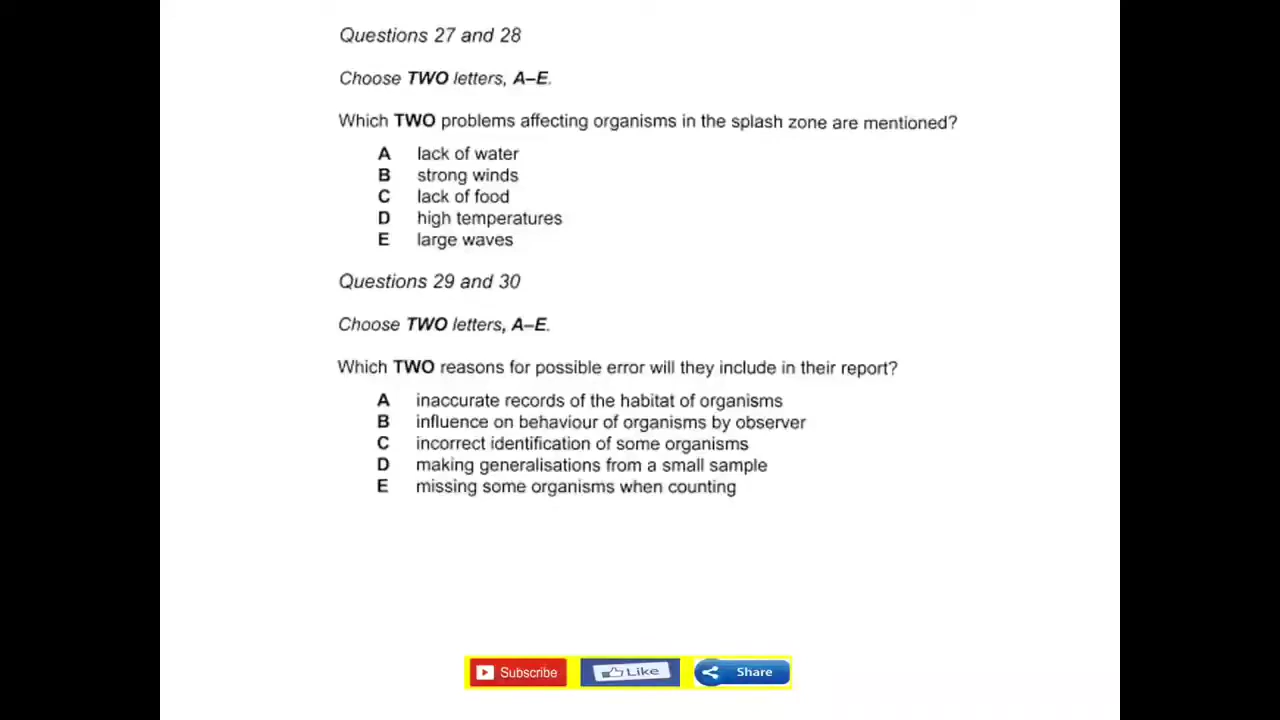 Questions 27 and 28
Choose TWO letters, A–E.
Which TWO problems affecting organisms in the splash zone are mentioned?
A lack of water
B strong winds
C lack of food
D high temperatures
E large waves
Questions 29 and 30
Choose TWO letters, A–E.
Which TWO reasons for possible error will they include in their report?
A inaccurate records of the habitat of organisms
B influence on behaviour of organisms by observer
C incorrect identification of some organisms
D making generalisations from a small sample
E missing some organisms when counting
Subscribe Like Share